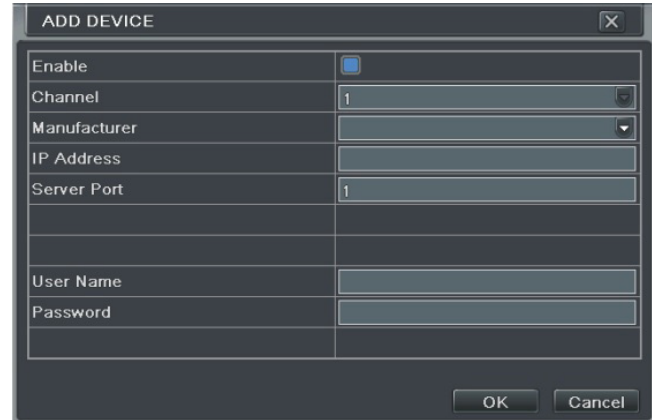 ADD DEVICE
Enable
Channel 1
Manufacturer
IP Address
Server Port 1
User Name
Password
OK Cancel